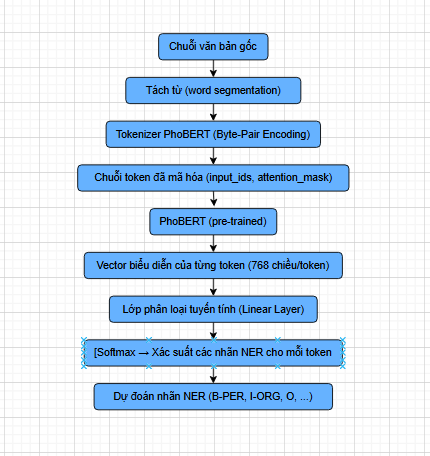 Chuỗi văn bản gốc
Tách từ (word segmentation)
Tokenizer PhoBERT (Byte-Pair Encoding)
Chuỗi token đã mã hóa (input_ids, attention_mask)
PhoBERT (pre-trained)
Vector biểu diễn của từng token (768 chiều/token)
Lớp phân loại tuyến tính (Linear Layer)
[Softmax → Xác suất các nhãn NER cho mỗi token
Dự đoán nhãn NER (B-PER, I-ORG, O, ...)